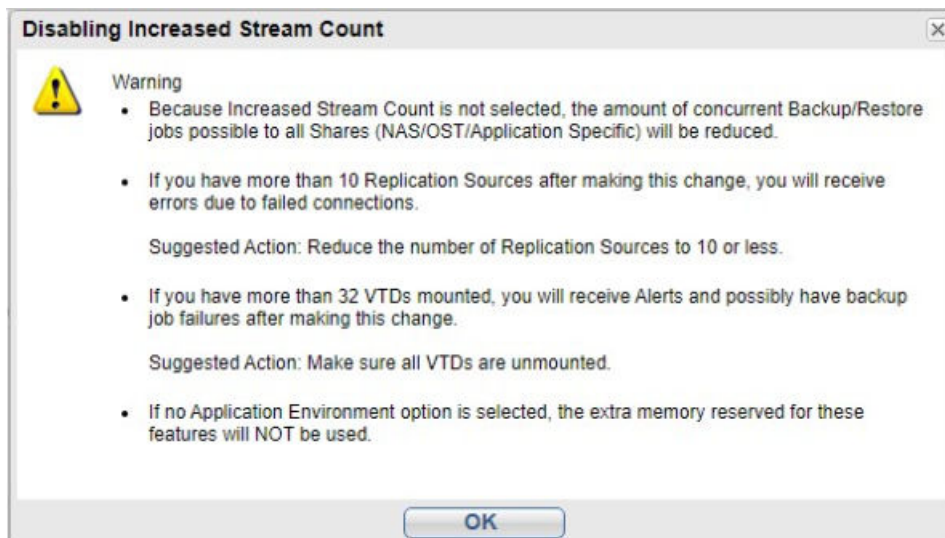 Disabling Increased Stream Count
Warning
• Because Increased Stream Count is not selected, the amount of concurrent Backup/Restore
jobs possible to all Shares (NAS/OST/Application Specific) will be reduced.
• If you have more than 10 Replication Sources after making this change, you will receive
errors due to failed connections.
Suggested Action: Reduce the number of Replication Sources to 10 or less.
• If you have more than 32 VTDs mounted, you will receive Alerts and possibly have backup
job failures after making this change.
Suggested Action: Make sure all VTDs are unmounted.
• If no Application Environment option is selected, the extra memory reserved for these
features will NOT be used.
OK